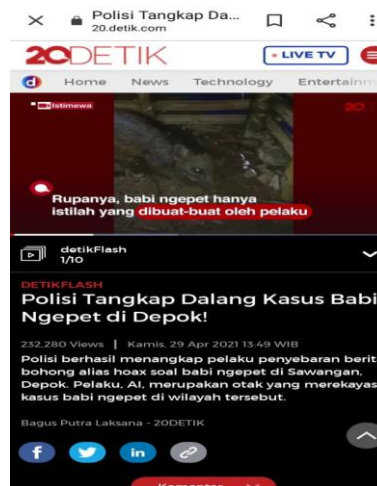 Polisi Tangkap Da...
20.detik.com
20DETIK
LIVE TV
d Home News Technology Entertainm
Istimewa
20
Rupanya, babi ngepet hanya
istilah yang dibuat-buat oleh pelaku
detikFlash
1/10
DETIKFLASH
Polisi Tangkap Dalang Kasus Babi
Ngepet di Depok!
232,280 Views | Kamis, 29 Apr 2021 13:49 WIB
Polisi berhasil menangkap pelaku penyebaran berit
bohong alias hoax soal babi ngepet di Sawangan,
Depok. Pelaku, AI, merupakan otak yang merekayas
kasus babi ngepet di wilayah tersebut.
Bagus Putra Laksana - 20DETIK
f in
Komentar